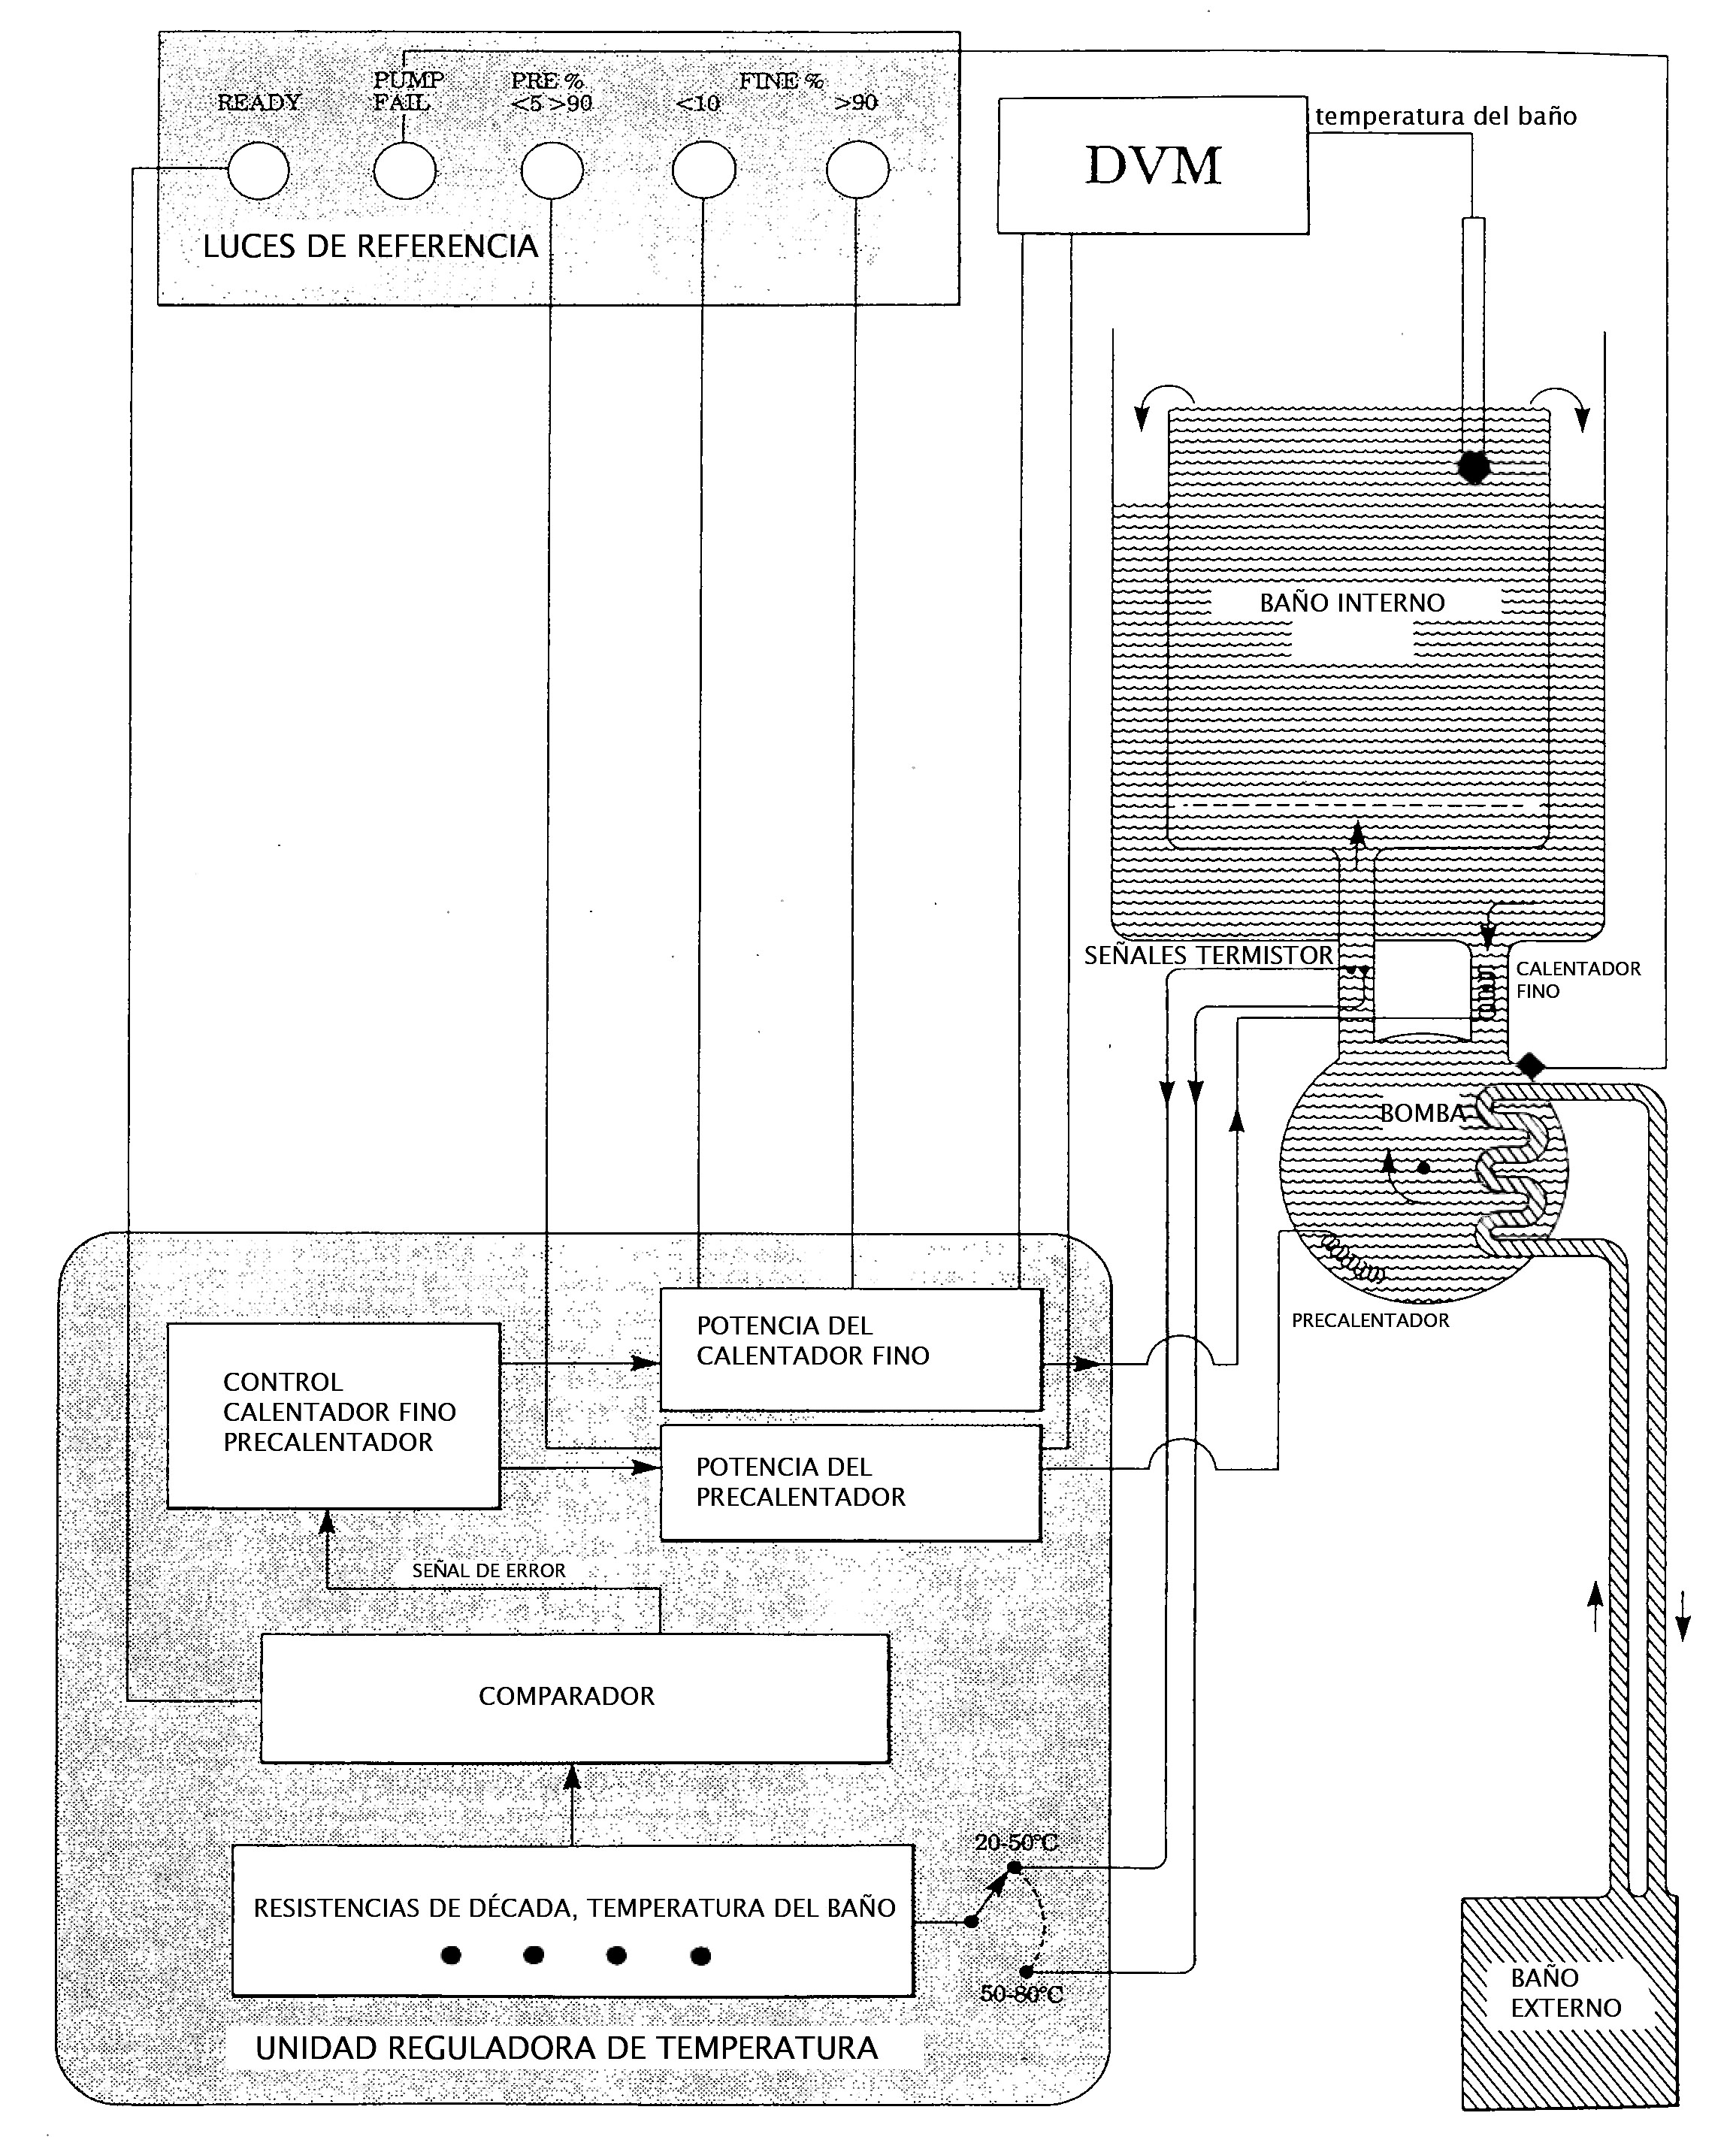 READY
PUMP
FAIL
PRE %
<5 >90
FINE %
<10
>90
LUCES DE REFERENCIA
DVM
temperatura del baño
BAÑO INTERNO
SEÑALES TERMISTOR
CALENTADOR
FINO
BOMBA
PRECALENTADOR
POTENCIA DEL
CALENTADOR FINO
CONTROL
CALENTADOR FINO
PRECALENTADOR
POTENCIA DEL
PRECALENTADOR
SEÑAL DE ERROR
COMPARADOR
20-50°C
RESISTENCIAS DE DÉCADA, TEMPERATURA DEL BAÑO
50-80°C
BAÑO
EXTERNO
UNIDAD REGULADORA DE TEMPERATURA